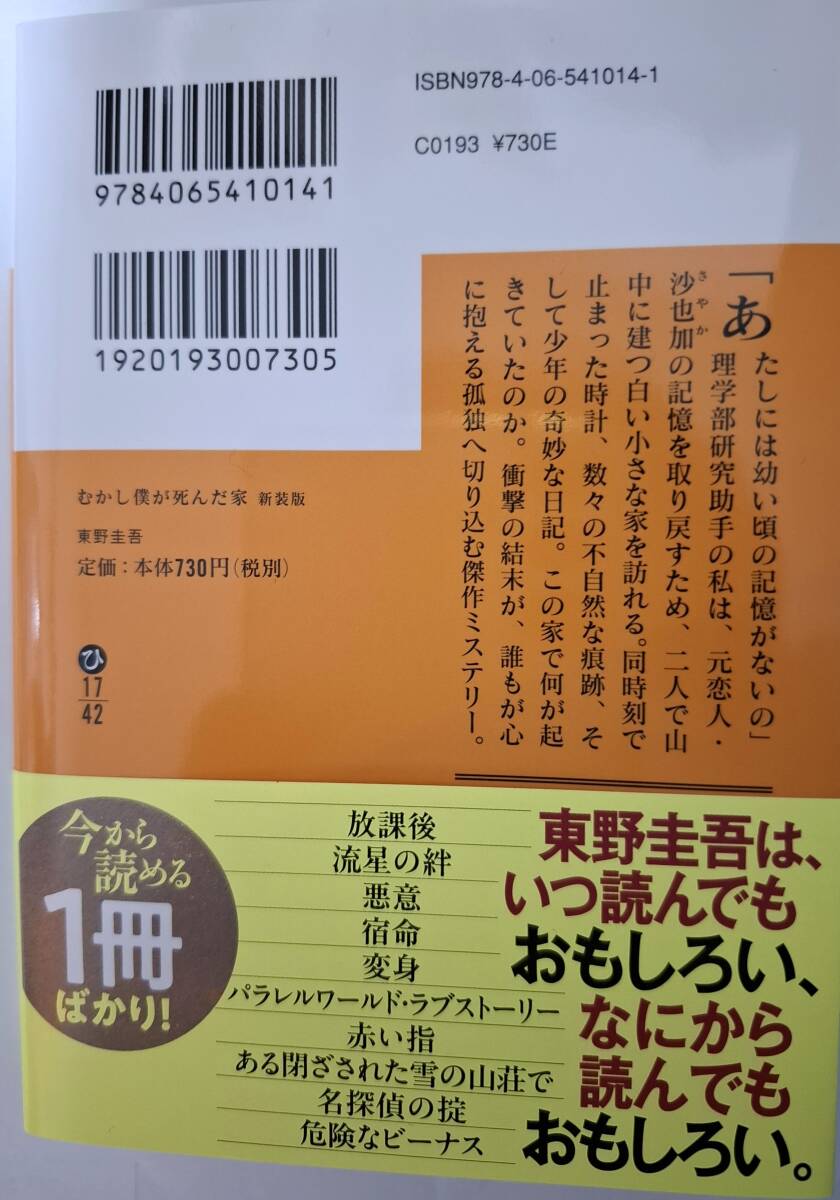 ISBN978-4-06-541014-1
C0193 ¥730E
9784065410141
1920193007305
「あたしには幼い頃の記憶がないの」
理学部研究助手の私は、元恋人・
沙也加の記憶を取り戻すため、二人で山
さやか
中に建つ白い小さな家を訪れる。同時刻で
止まった時計、数々の不自然な痕跡、そ
して少年の奇妙な日記。この家で何が起
きていたのか。衝撃の結末が、誰もが心
に抱える孤独へ切り込む傑作ミステリー。
むかし僕が死んだ家 新装版
東野圭吾
定価:本体730円(税別)
ひ
17
42
東野圭吾は、
いつ読んでも
おもしろい、
なにから
読んでも
おもしろい。
放課後
流星の絆
悪意
宿命
変身
パラレルワールド・ラブストーリー
赤い指
ある閉ざされた雪の山荘で
名探偵の掟
危険なビーナス
今から
読める
1冊
ばかり!